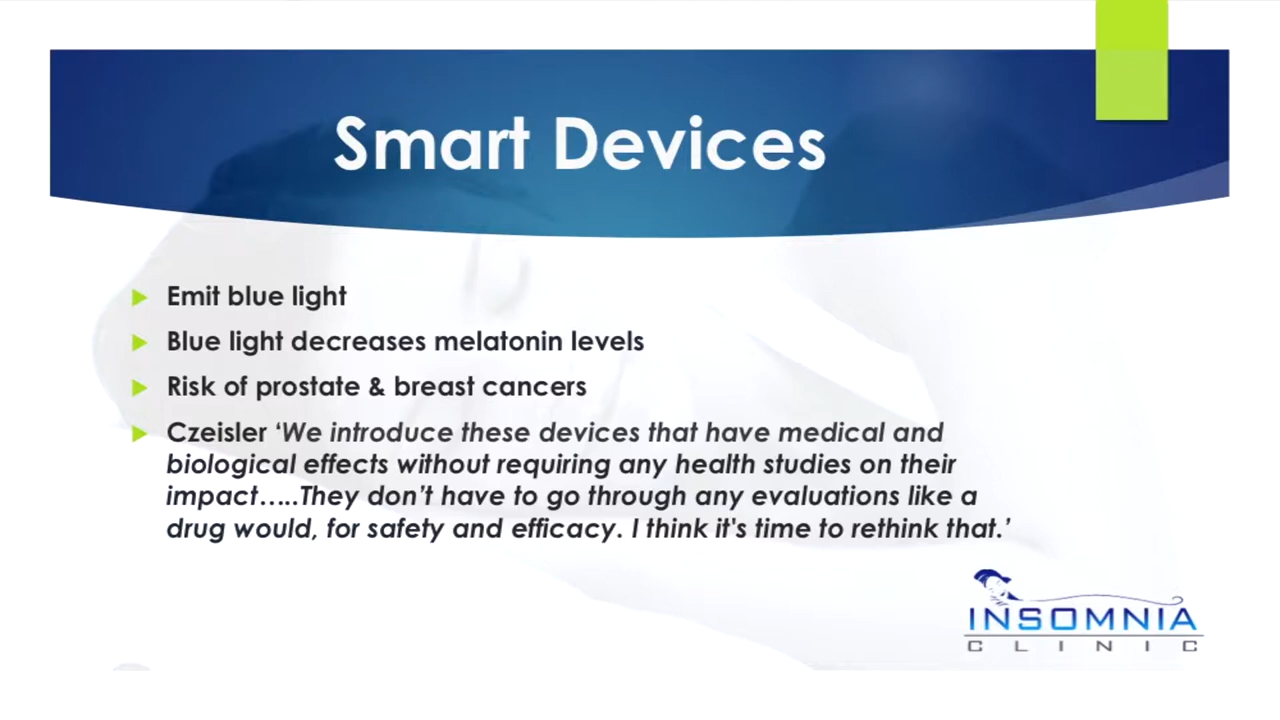 Smart Devices
Emit blue light
Blue light decreases melatonin levels
Risk of prostate & breast cancers
Czeisler ‘We introduce these devices that have medical and
biological effects without requiring any health studies on their
impact…..They don’t have to go through any evaluations like a
drug would, for safety and efficacy. I think it's time to rethink that.’
INSOMNIA
CLINIC